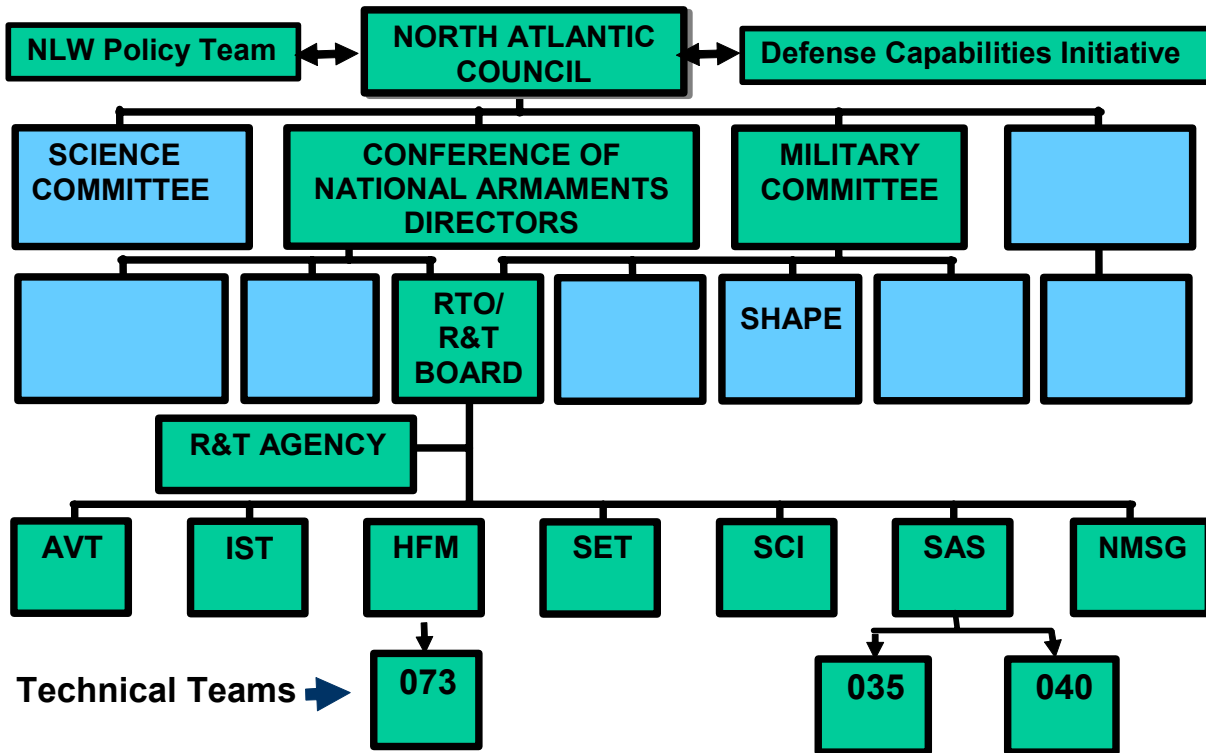 NLW Policy Team
NORTH ATLANTIC
COUNCIL
Defense Capabilities Initiative
SCIENCE
COMMITTEE
CONFERENCE OF
NATIONAL ARMAMENTS
DIRECTORS
MILITARY
COMMITTEE
RTO/
R&T
BOARD
SHAPE
R&T AGENCY
AVT
IST
HFM
SET
SCI
SAS
NMSG
Technical Teams
073
035
040